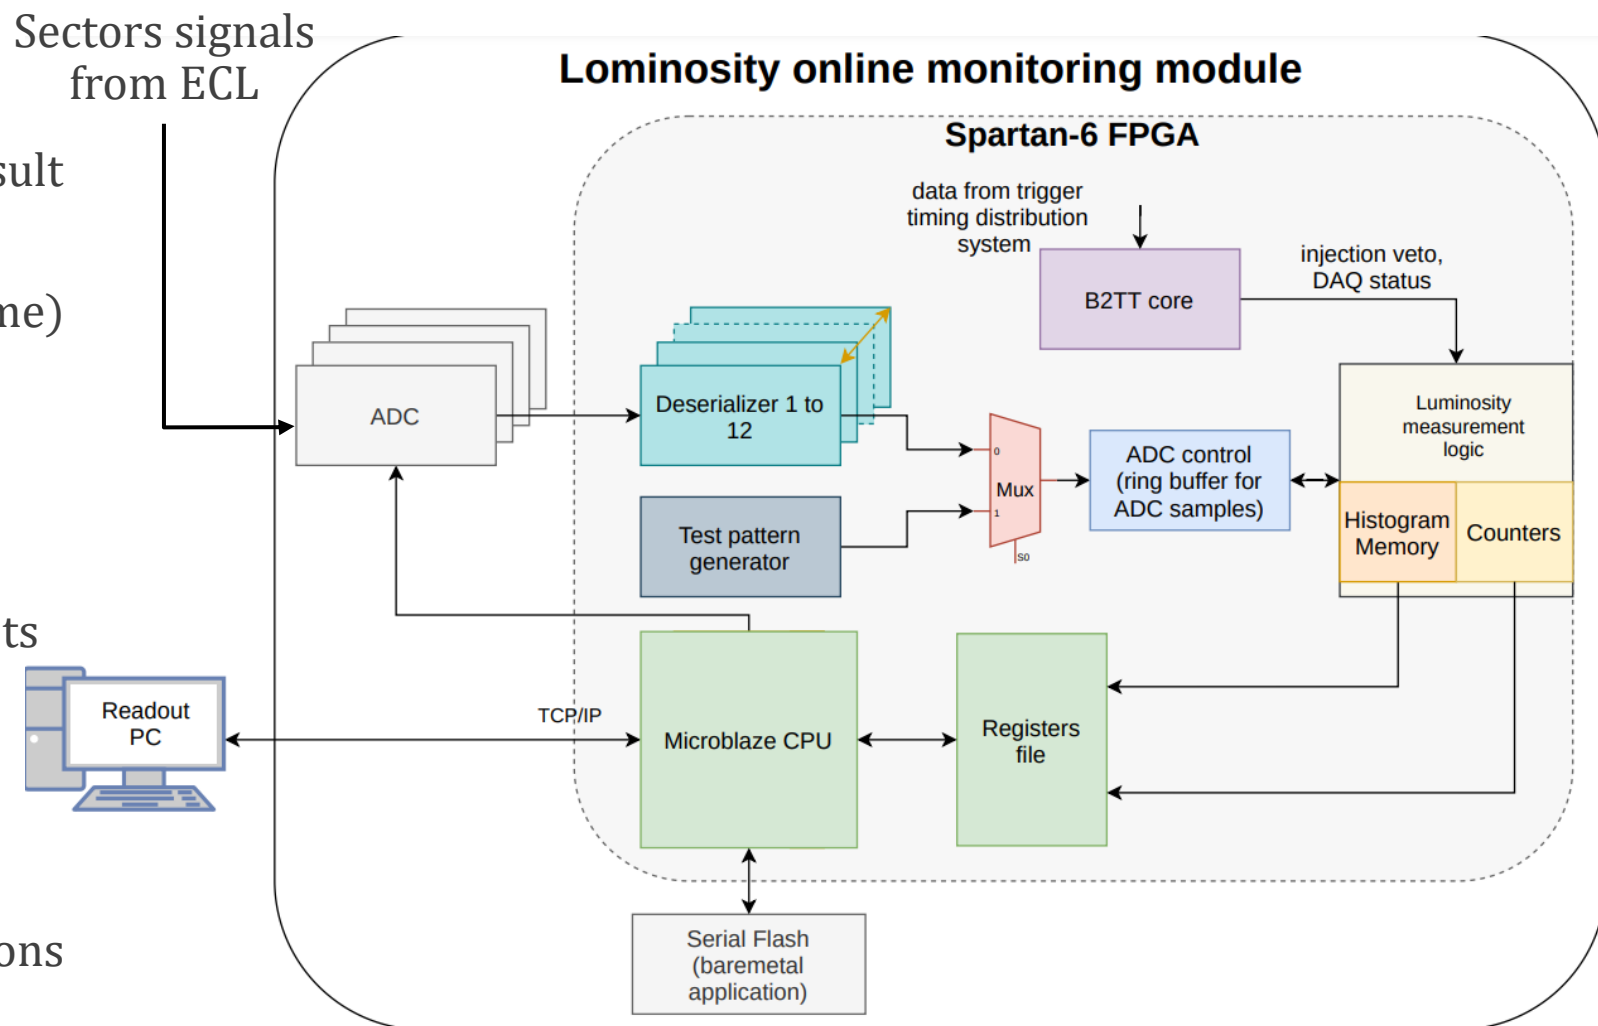 Sectors signals
from ECL
sult
me)
ts
ons
Lominosity online monitoring module
Spartan-6 FPGA
data from trigger
timing distribution
system
B2TT core
injection veto,
DAQ status
ADC
Deserializer 1 to
12
Test pattern
generator
0
Mux
1
S0
ADC control
(ring buffer for
ADC samples)
Luminosity
measurement
logic
Histogram
Memory
Counters
Readout
PC
TCP/IP
Microblaze CPU
Registers
file
Serial Flash
(baremetal
application)